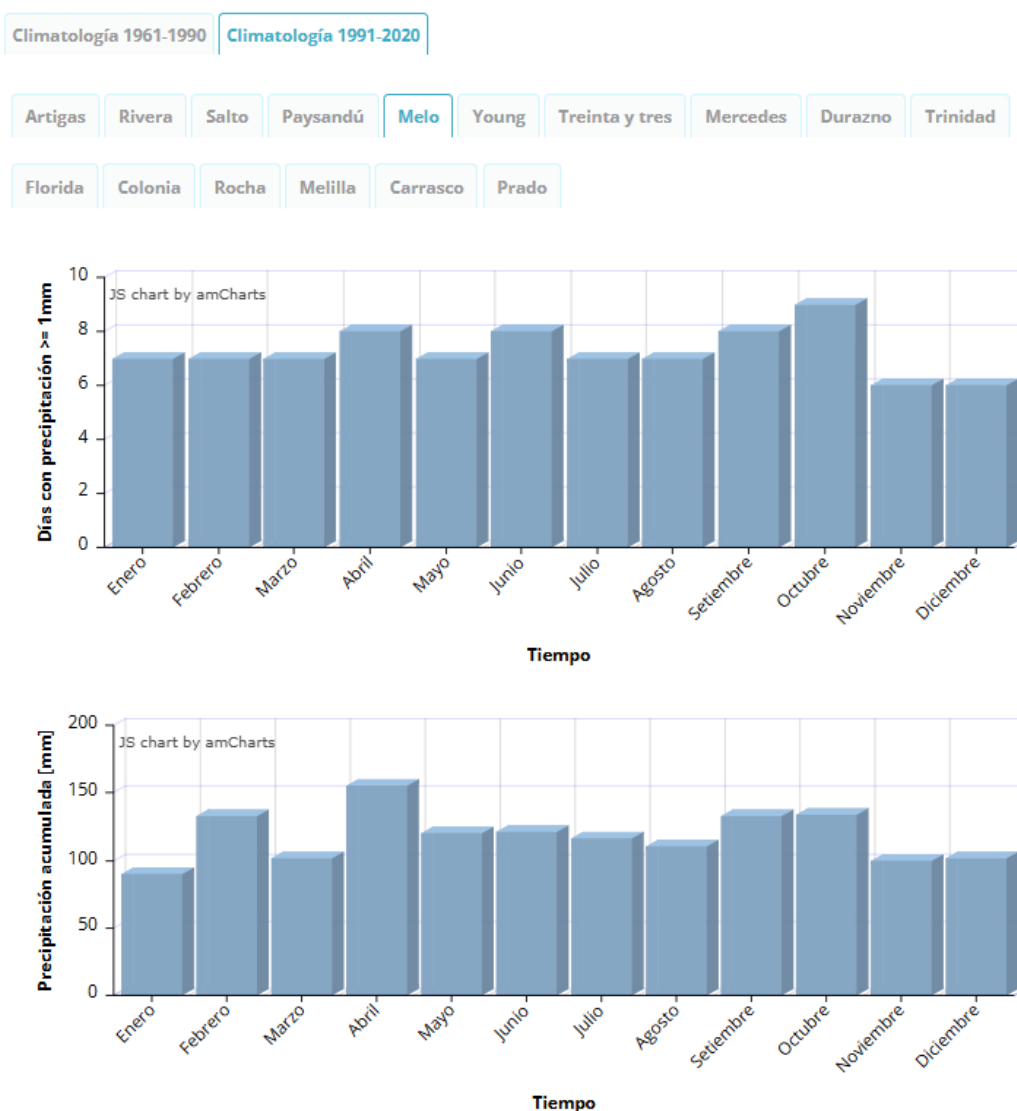 Climatología 1961-1990 Climatología 1991-2020
Artigas Rivera Salto Paysandú Melo Young Treinta y tres Mercedes Durazno Trinidad
Florida Colonia Rocha Melilla Carrasco Prado
Días con precipitación >= 1mm
10
8
6
4
2
0
JS chart by amCharts
Enero Febrero Marzo Abril Mayo Junio Julio Agosto Setiembre Octubre Noviembre Diciembre
Tiempo
Precipitación acumulada [mm]
200
150
100
50
0
JS chart by amCharts
Enero Febrero Marzo Abril Mayo Junio Julio Agosto Setiembre Octubre Noviembre Diciembre
Tiempo